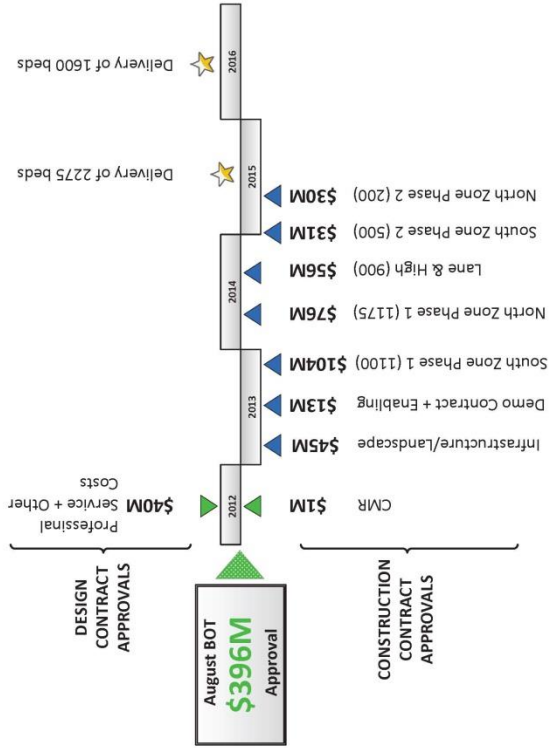 August BOT
$396M
Approval
DESIGN
CONTRACT
APPROVALS
CONSTRUCTION
CONTRACT
APPROVALS
2012
2013
2014
2015
2016
Professinal
Service + Other
Costs
$40M
Delivery of 2275 beds
Delivery of 1600 beds
CMR $1M
Infrastructure/Landscape $45M
Demo Contract + Enabling $13M
South Zone Phase 1 (1100) $104M
North Zone Phase 1 (1175) $76M
Lane & High (900) $56M
South Zone Phase 2 (500) $31M
North Zone Phase 2 (200) $30M